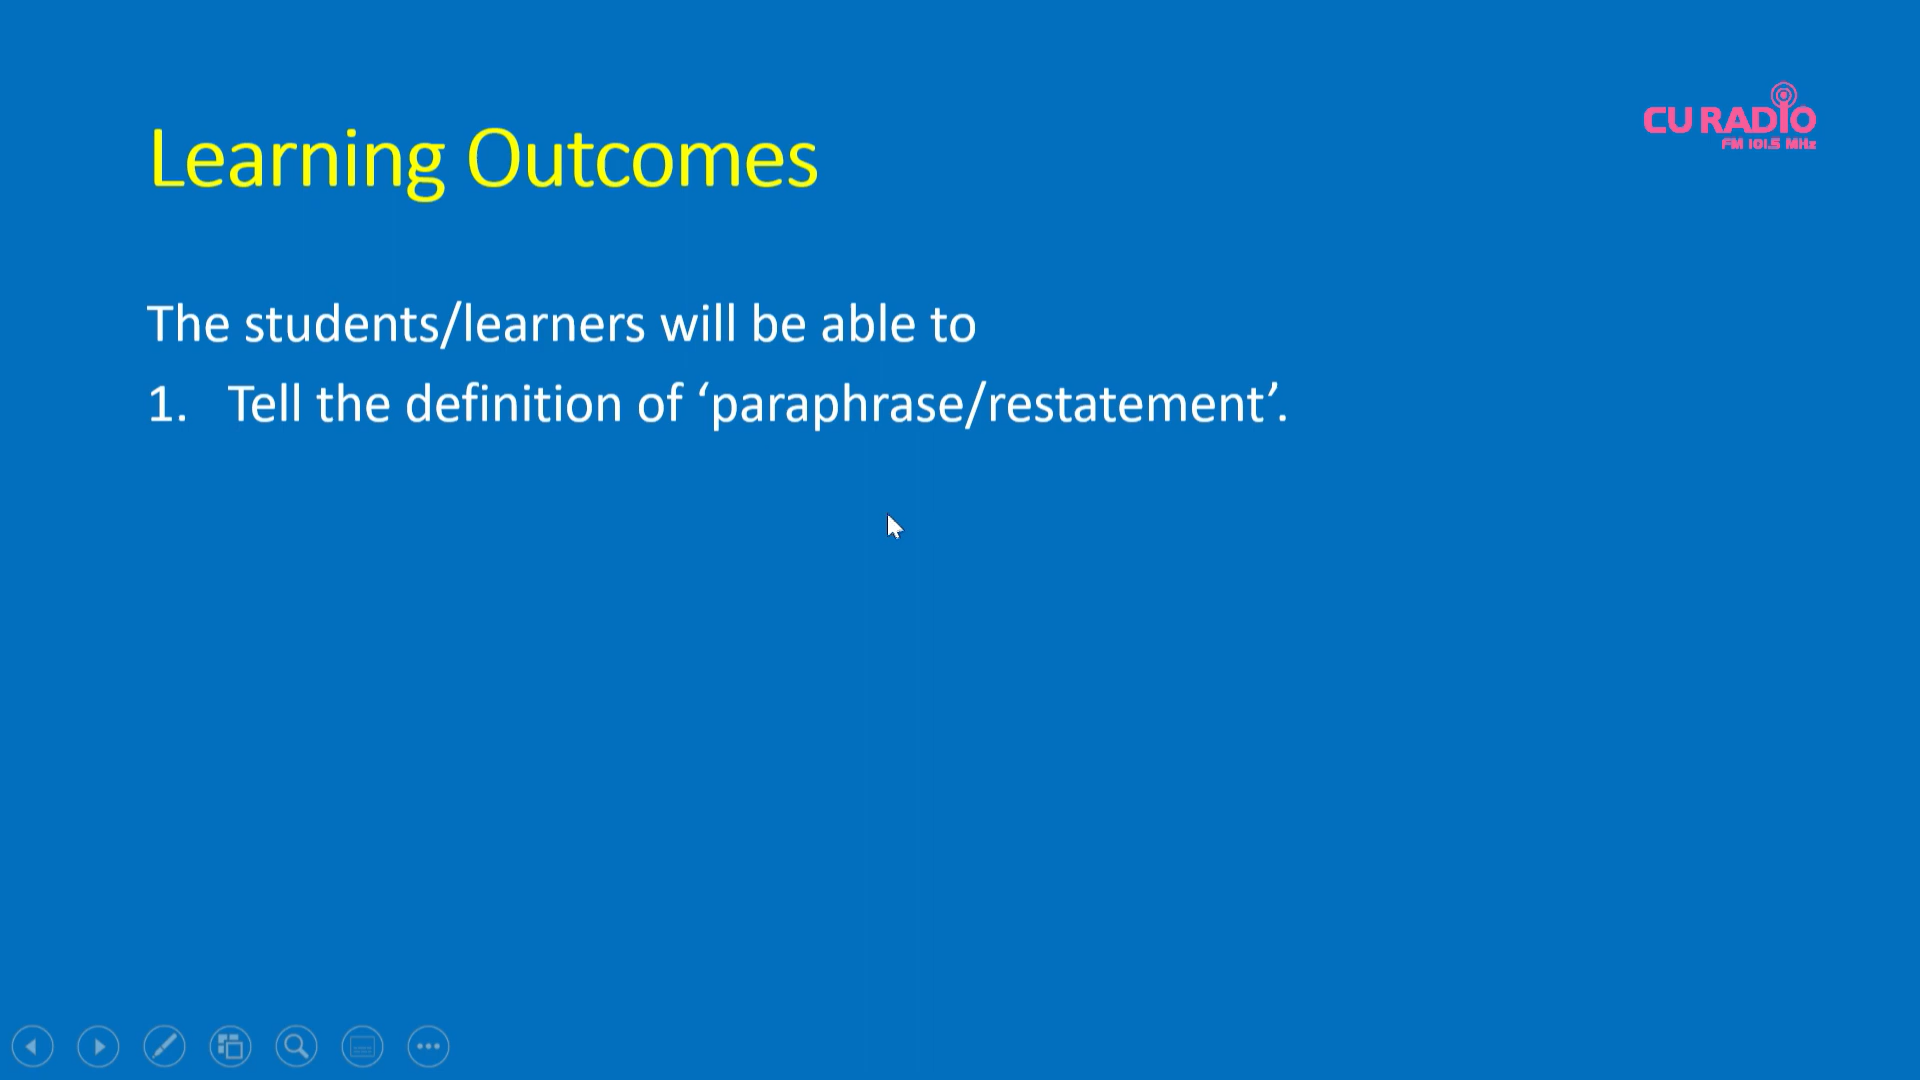 CU RADIO
FM 101.5 MHz
Learning Outcomes
The students/learners will be able to
1. Tell the definition of ‘paraphrase/restatement’.